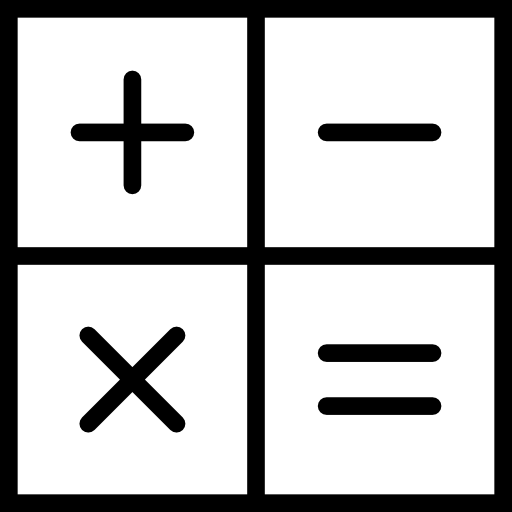 + −
× =